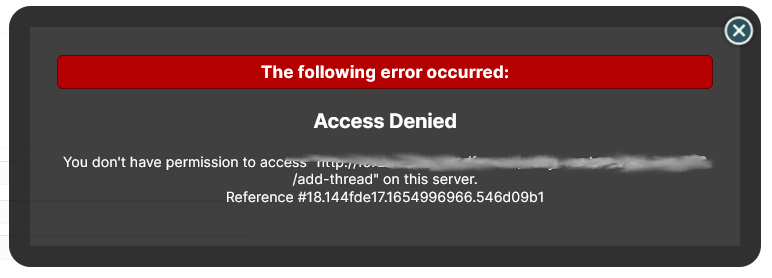 The following error occurred:
Access Denied
You don't have permission to access "http://
/add-thread" on this server.
Reference #18.144fde17.1654996966.546d09b1